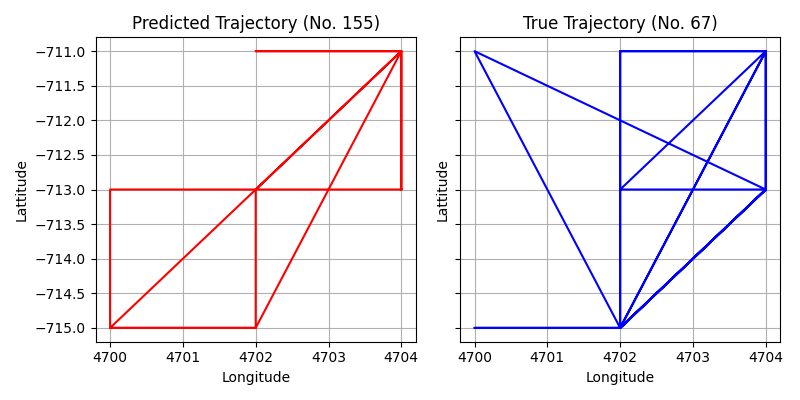 Predicted Trajectory (No. 155)
−711.0
−711.5
−712.0
−712.5
−713.0
−713.5
−714.0
−714.5
−715.0
Lattitude
4700 4701 4702 4703 4704
Longitude
True Trajectory (No. 67)
Lattitude
4700 4701 4702 4703 4704
Longitude